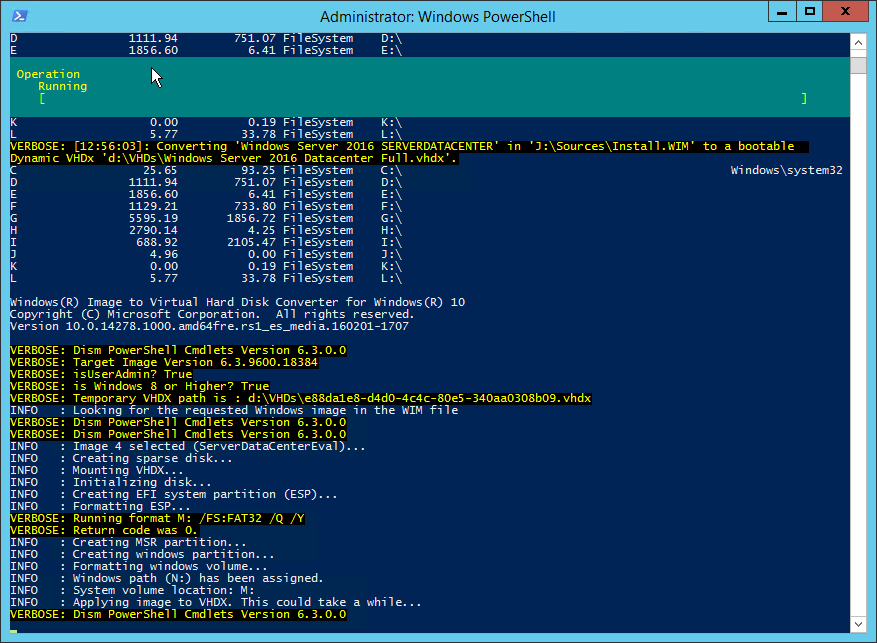 Administrator: Windows PowerShell
D 1111.94 751.07 FileSystem D:\
E 1856.60 6.41 FileSystem E:\
Operation
Running
[ ]
K 0.00 0.19 FileSystem K:\
L 5.77 33.78 FileSystem L:\
VERBOSE: [12:56:03]: Converting 'Windows Server 2016 SERVERDATACENTER' in 'J:\Sources\Install.WIM' to a bootable
Dynamic VHDx 'd:\VHDs\Windows Server 2016 Datacenter Full.vhdx'.
C 25.65 93.25 FileSystem C:\ Windows\system32
D 1111.94 751.07 FileSystem D:\
E 1856.60 6.41 FileSystem E:\
F 1129.21 733.80 FileSystem F:\
G 5595.19 1856.72 FileSystem G:\
H 2790.14 4.25 FileSystem H:\
I 688.92 2105.47 FileSystem I:\
J 4.96 0.00 FileSystem J:\
K 0.00 0.19 FileSystem K:\
L 5.77 33.78 FileSystem L:\
Windows(R) Image to Virtual Hard Disk Converter for Windows(R) 10
Copyright (C) Microsoft Corporation.  All rights reserved.
Version 10.0.14278.1000.amd64fre.rs1_es_media.160201-1707
VERBOSE: Dism PowerShell Cmdlets Version 6.3.0.0
VERBOSE: Target Image Version 6.3.9600.18384
VERBOSE: isUserAdmin? True
VERBOSE: is Windows 8 or Higher? True
VERBOSE: Temporary VHDX path is : d:\VHDs\e88da1e8-d4d0-4c4c-80e5-340aa0308b09.vhdx
INFO   : Looking for the requested Windows image in the WIM file
VERBOSE: Dism PowerShell Cmdlets Version 6.3.0.0
VERBOSE: Dism PowerShell Cmdlets Version 6.3.0.0
INFO   : Image 4 selected (ServerDataCenterEval)...
INFO   : Creating sparse disk...
INFO   : Mounting VHDX...
INFO   : Initializing disk...
INFO   : Creating EFI system partition (ESP)...
INFO   : Formatting ESP...
VERBOSE: Running format M: /FS:FAT32 /Q /Y
VERBOSE: Return code was 0.
INFO   : Creating MSR partition...
INFO   : Creating windows partition...
INFO   : Formatting windows volume...
INFO   : Windows path (N:) has been assigned.
INFO   : System volume location: M:
INFO   : Applying image to VHDX. This could take a while...
VERBOSE: Dism PowerShell Cmdlets Version 6.3.0.0